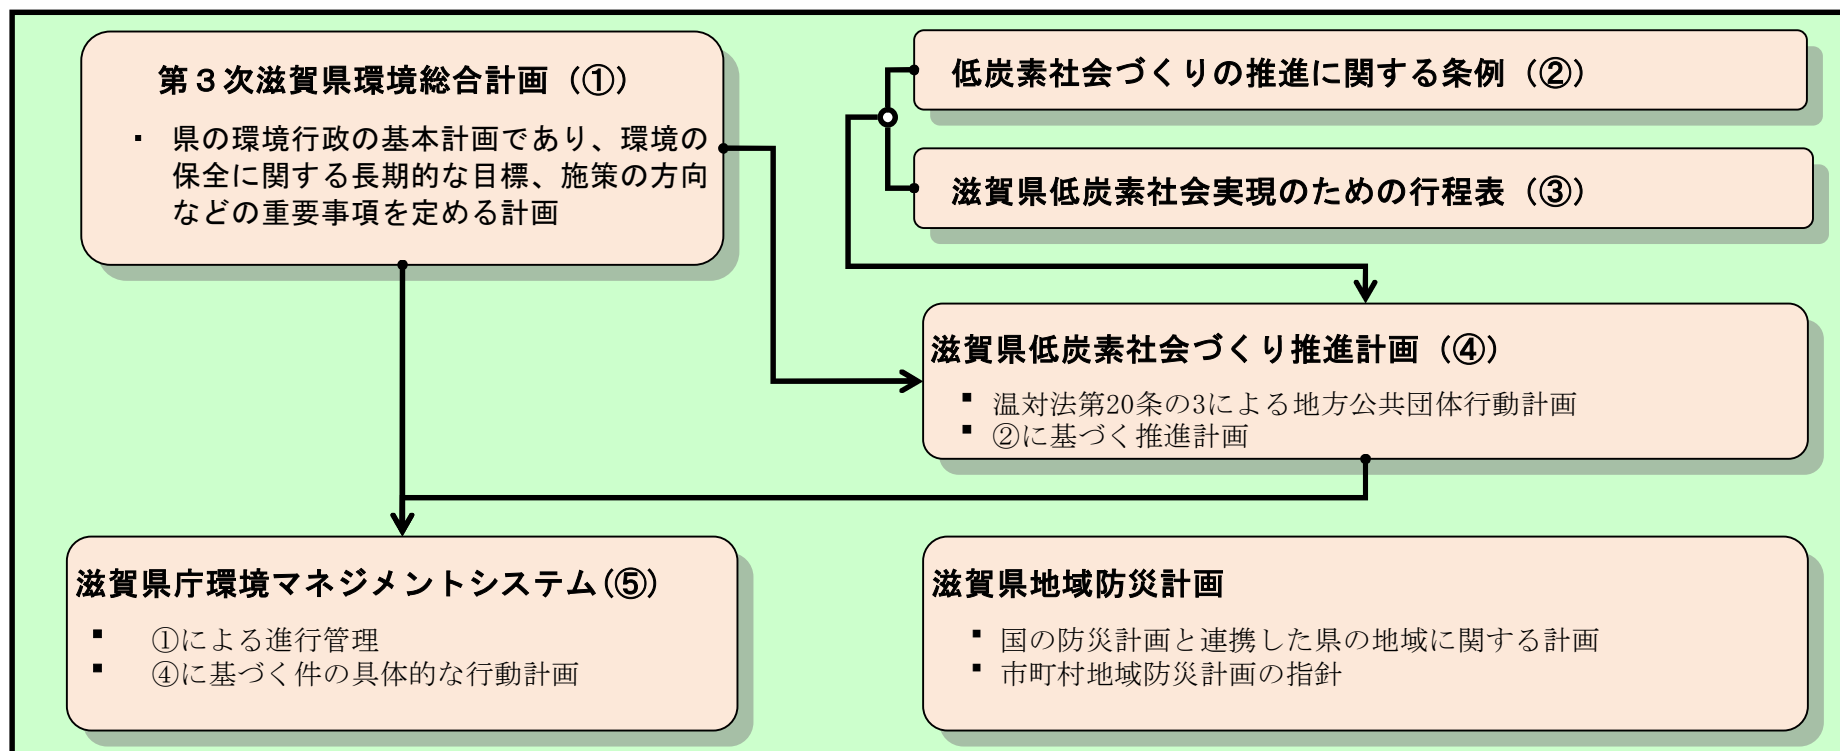 第３次滋賀県環境総合計画（①）
▪ 県の環境行政の基本計画であり、環境の
保全に関する長期的な目標、施策の方向
などの重要事項を定める計画
低炭素社会づくりの推進に関する条例（②）
滋賀県低炭素社会実現のための行程表（③）
滋賀県低炭素社会づくり推進計画（④）
▪ 温対法第20条の3による地方公共団体行動計画
▪ ②に基づく推進計画
滋賀県庁環境マネジメントシステム(⑤）
▪ ①による進行管理
▪ ④に基づく件の具体的な行動計画
滋賀県地域防災計画
▪ 国の防災計画と連携した県の地域に関する計画
▪ 市町村地域防災計画の指針